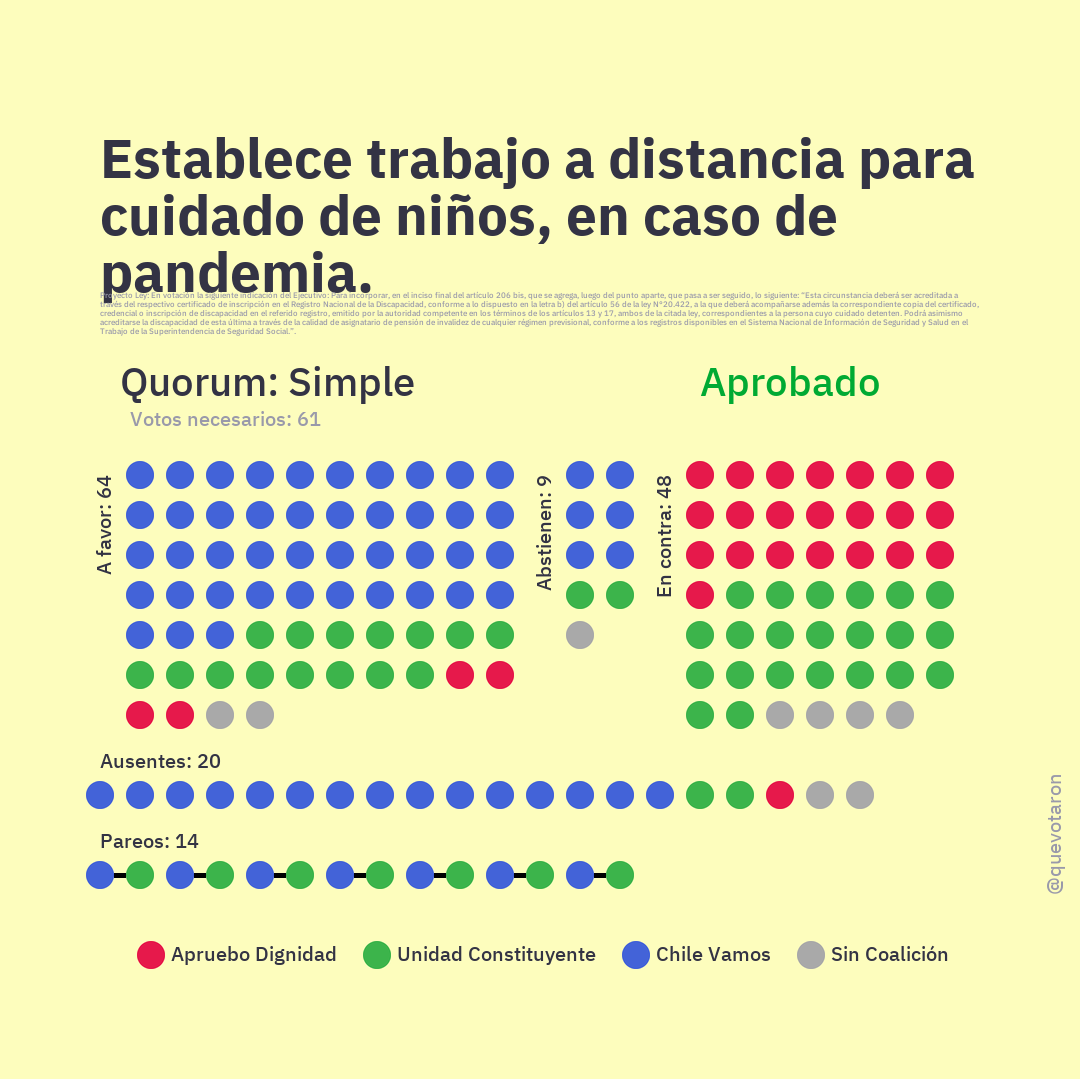 Establece trabajo a distancia para
cuidado de niños, en caso de
pandemia.
Proyecto Ley: En votación la siguiente indicación del Ejecutivo: Para incorporar, en el inciso final del artículo 206 bis, que se agrega, luego del punto aparte, que pasa a ser seguido, lo siguiente: "Esta circunstancia deberá ser acreditada a
través del respectivo certificado de inscripción en el Registro Nacional de la Discapacidad, conforme a lo dispuesto en la letra b) del artículo 56 de la ley N°20.422, a la que deberá acompañarse además la correspondiente copia del certificado,
credencial o inscripción de discapacidad en el referido registro, emitido por la autoridad competente en los términos de los artículos 13 y 17, ambos de la citada ley, correspondientes a la persona cuyo cuidado detenten. Podrá asimismo
acreditarse la discapacidad de esta última a través de la calidad de asignatario de pensión de invalidez de cualquier régimen previsional, conforme a los registros disponibles en el Sistema Nacional de Información de Seguridad y Salud en el
Trabajo de la Superintendencia de Seguridad Social.".
Quorum: Simple
Aprobado
Votos necesarios: 61
A favor: 64
Abstienen: 9
En contra: 48
Ausentes: 20
Pareos: 14
@quevotaron
Apruebo Dignidad
Unidad Constituyente
Chile Vamos
Sin Coalición